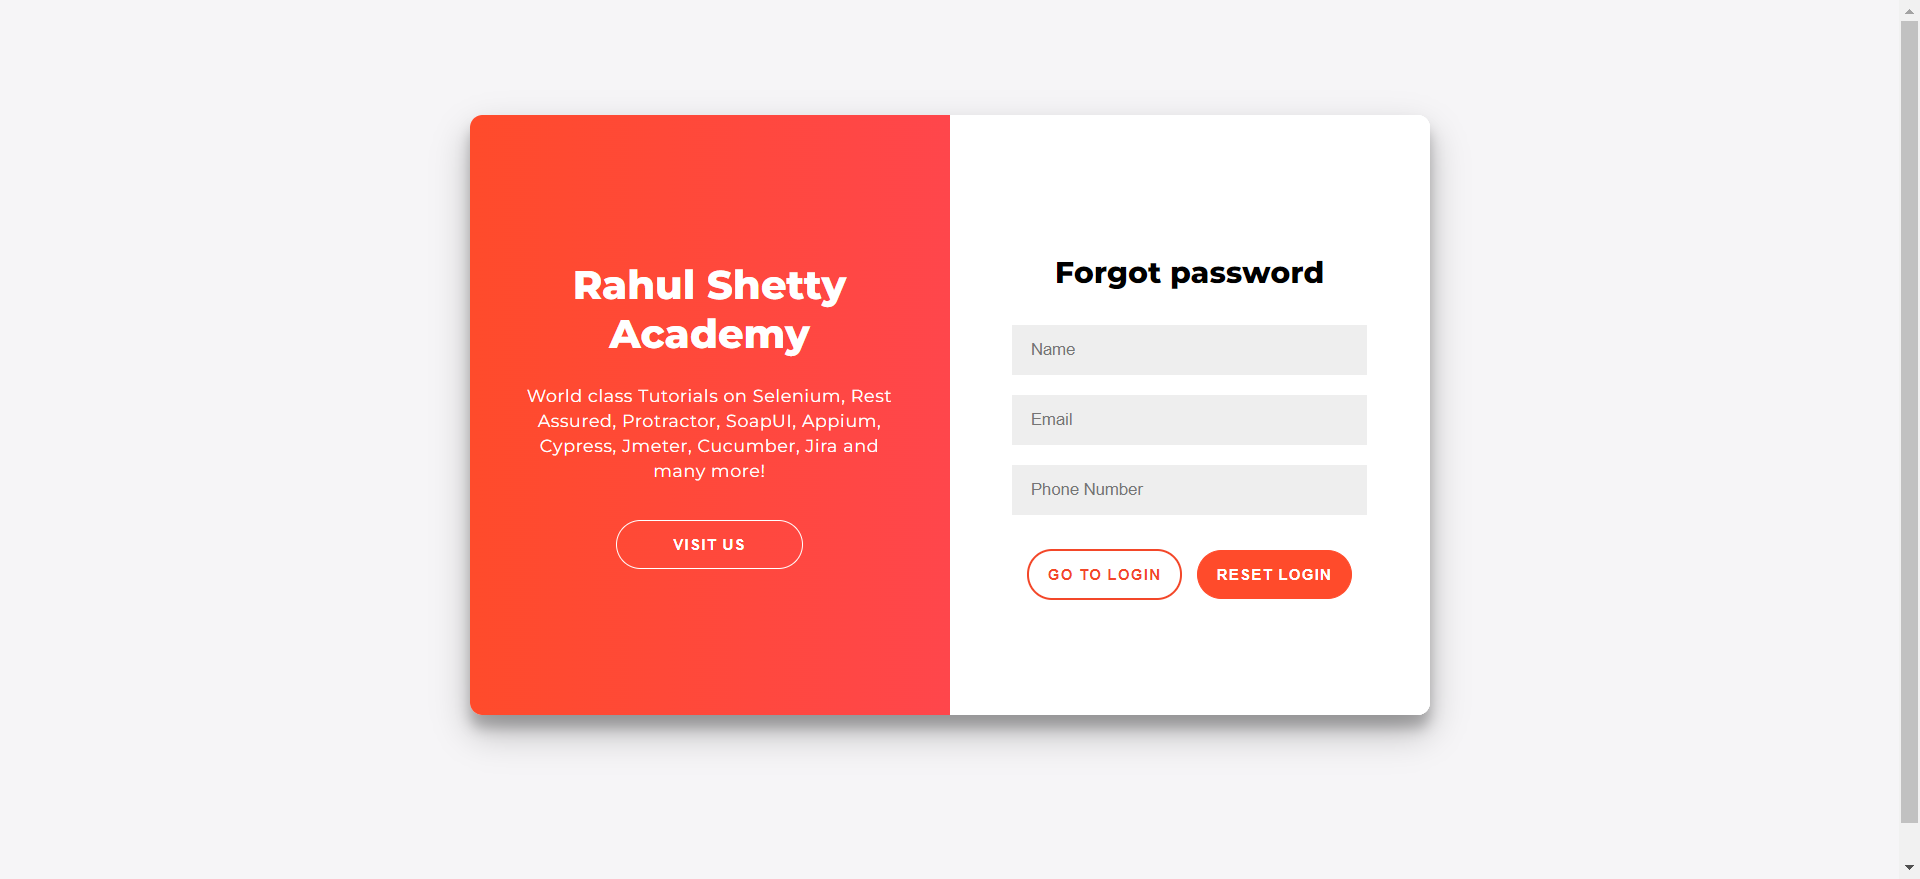 Rahul Shetty
Academy
World class Tutorials on Selenium, Rest
Assured, Protractor, SoapUI, Appium,
Cypress, Jmeter, Cucumber, Jira and
many more!
VISIT US
Forgot password
Name
Email
Phone Number
GO TO LOGIN
RESET LOGIN